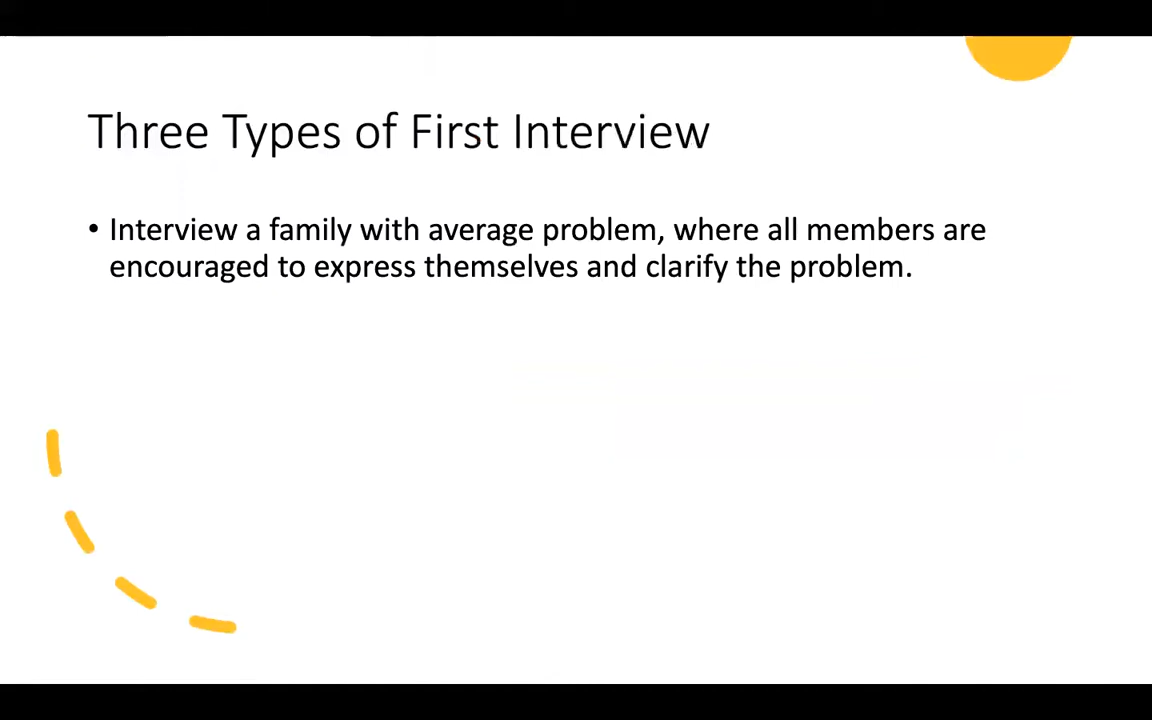 Three Types of First Interview
• Interview a family with average problem, where all members are
encouraged to express themselves and clarify the problem.